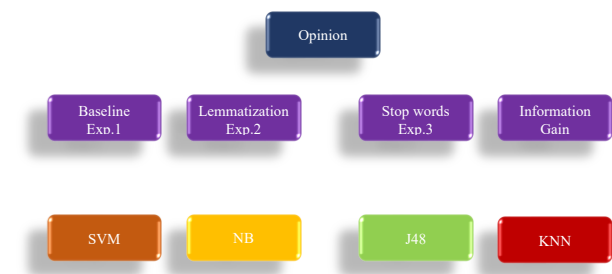 Opinion
Baseline
Exp.1
Lemmatization
Exp.2
Stop words
Exp.3
Information
Gain
SVM
NB
J48
KNN